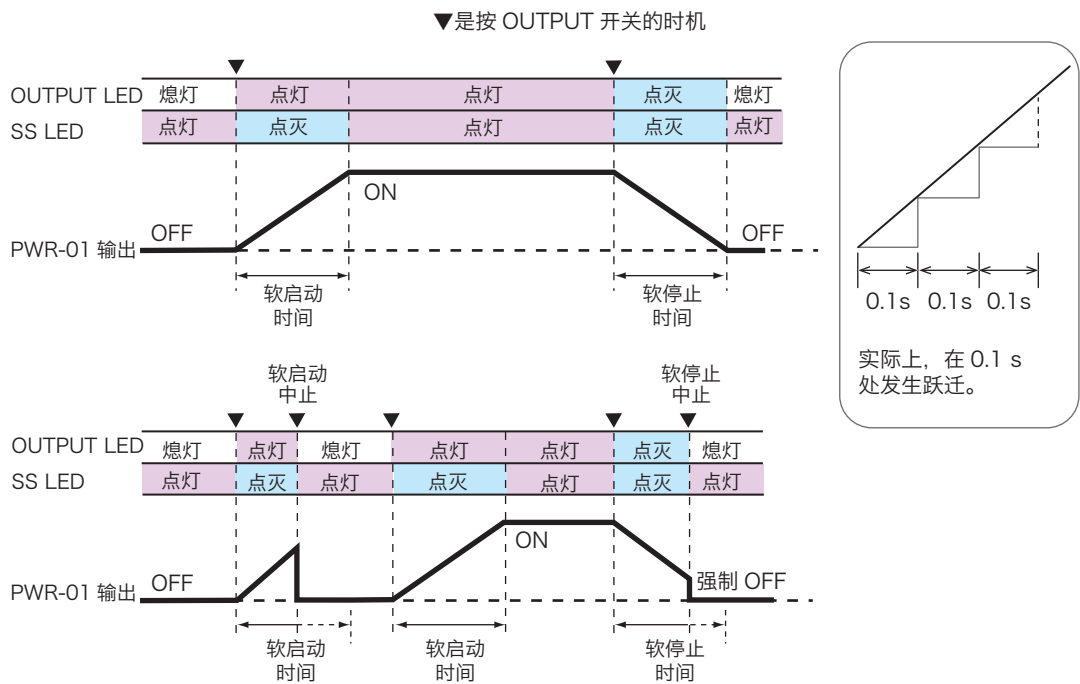 ▼是按 OUTPUT 开关的时机
OUTPUT LED 熄灯 点灯 点灯 点灭 熄灯
SS LED 点灯 点灭 点灯 点灭 点灯
ON
PWR-01 输出 OFF OFF
软启动
时间
软停止
时间
0.1s 0.1s 0.1s
实际上，在 0.1 s
处发生跃迁。
软启动
中止
软停止
中止
OUTPUT LED 熄灯 点灯 熄灯 点灯 点灯 点灭 熄灯
SS LED 点灯 点灭 点灯 点灭 点灯 点灭 点灯
ON
PWR-01 输出 OFF 强制 OFF
软启动
时间
软启动
时间
软停止
时间